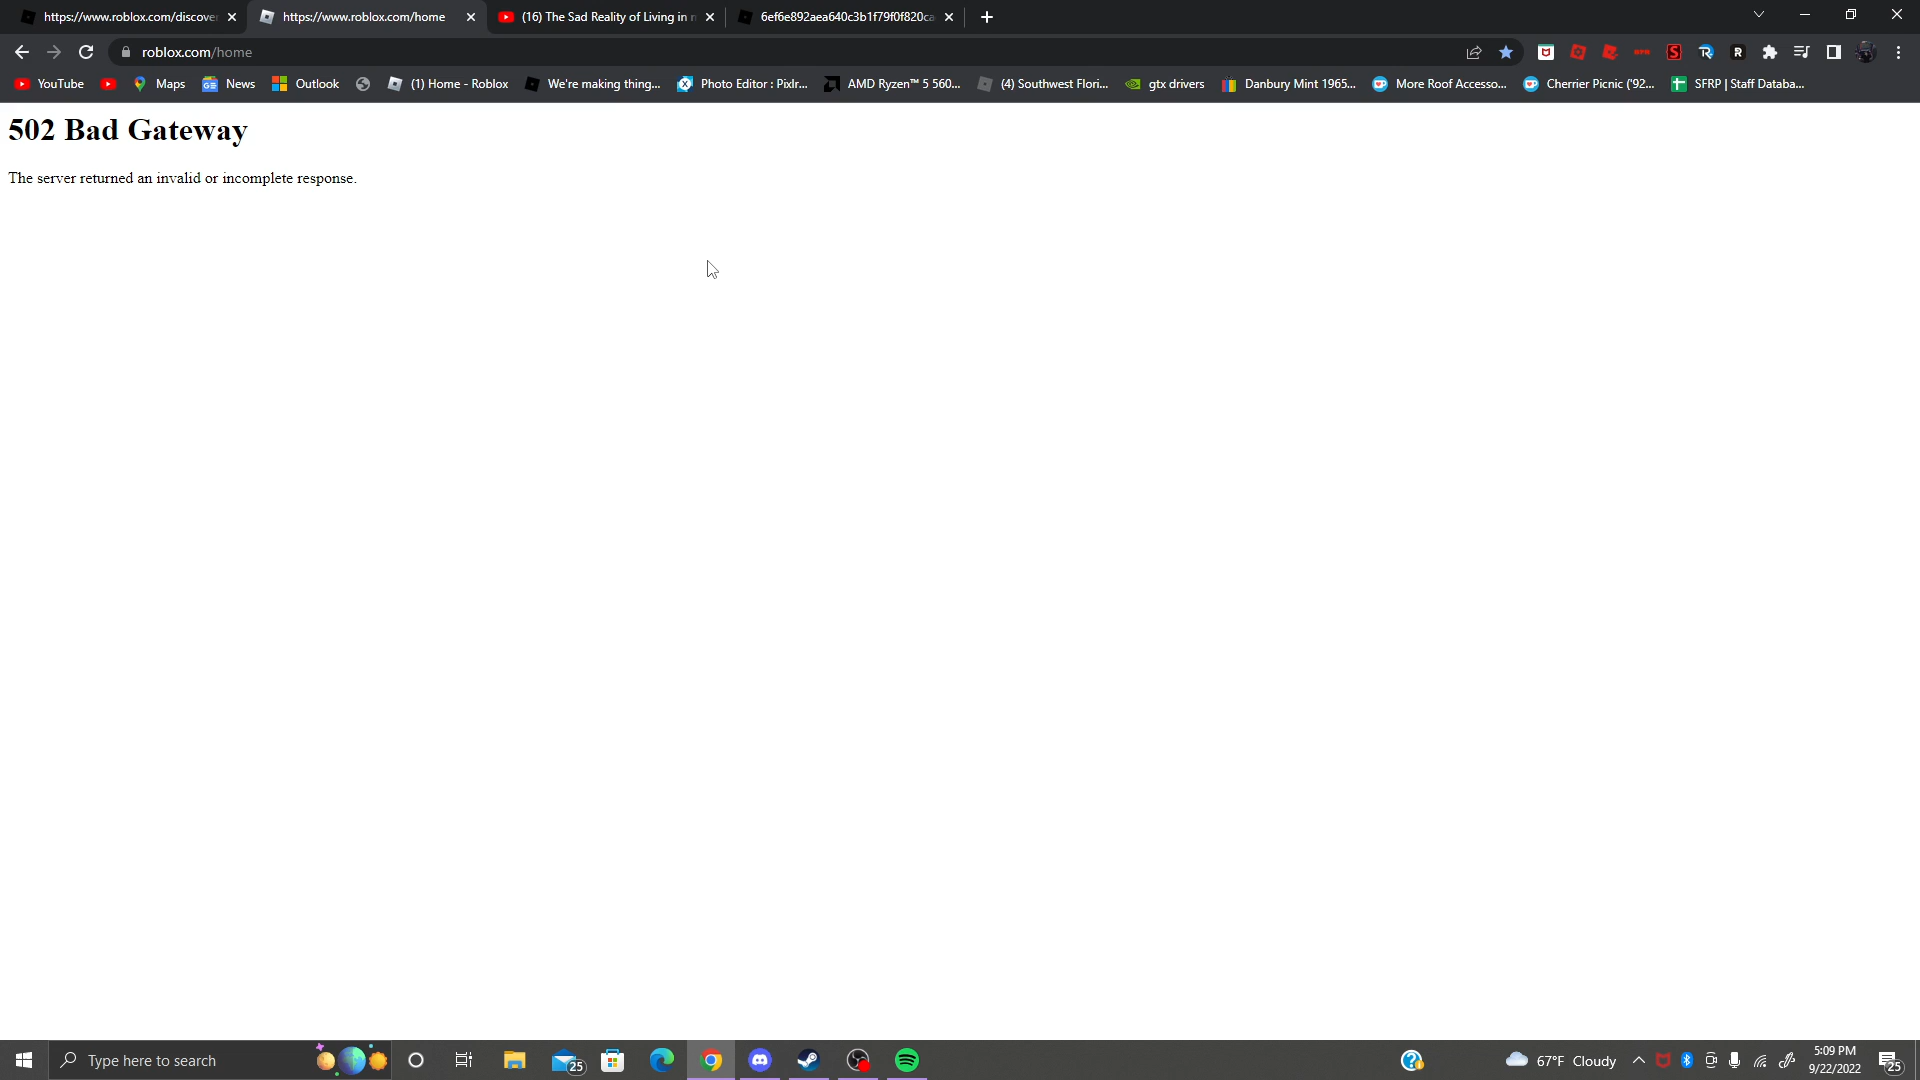 https://www.roblox.com/discover
https://www.roblox.com/home
(16) The Sad Reality of Living in
6ef6e892aea640c3b1f79f0f820ca
roblox.com/home
YouTube
Maps
News
Outlook
(1) Home - Roblox
We're making thing...
Photo Editor : Pixlr...
AMD Ryzen™ 5 560...
(4) Southwest Flori...
gtx drivers
Danbury Mint 1965...
More Roof Accesso...
Cherrier Picnic ('92...
SFRP | Staff Databa...
502 Bad Gateway
The server returned an invalid or incomplete response.
Type here to search
25
67°F Cloudy
5:09 PM
9/22/2022
25